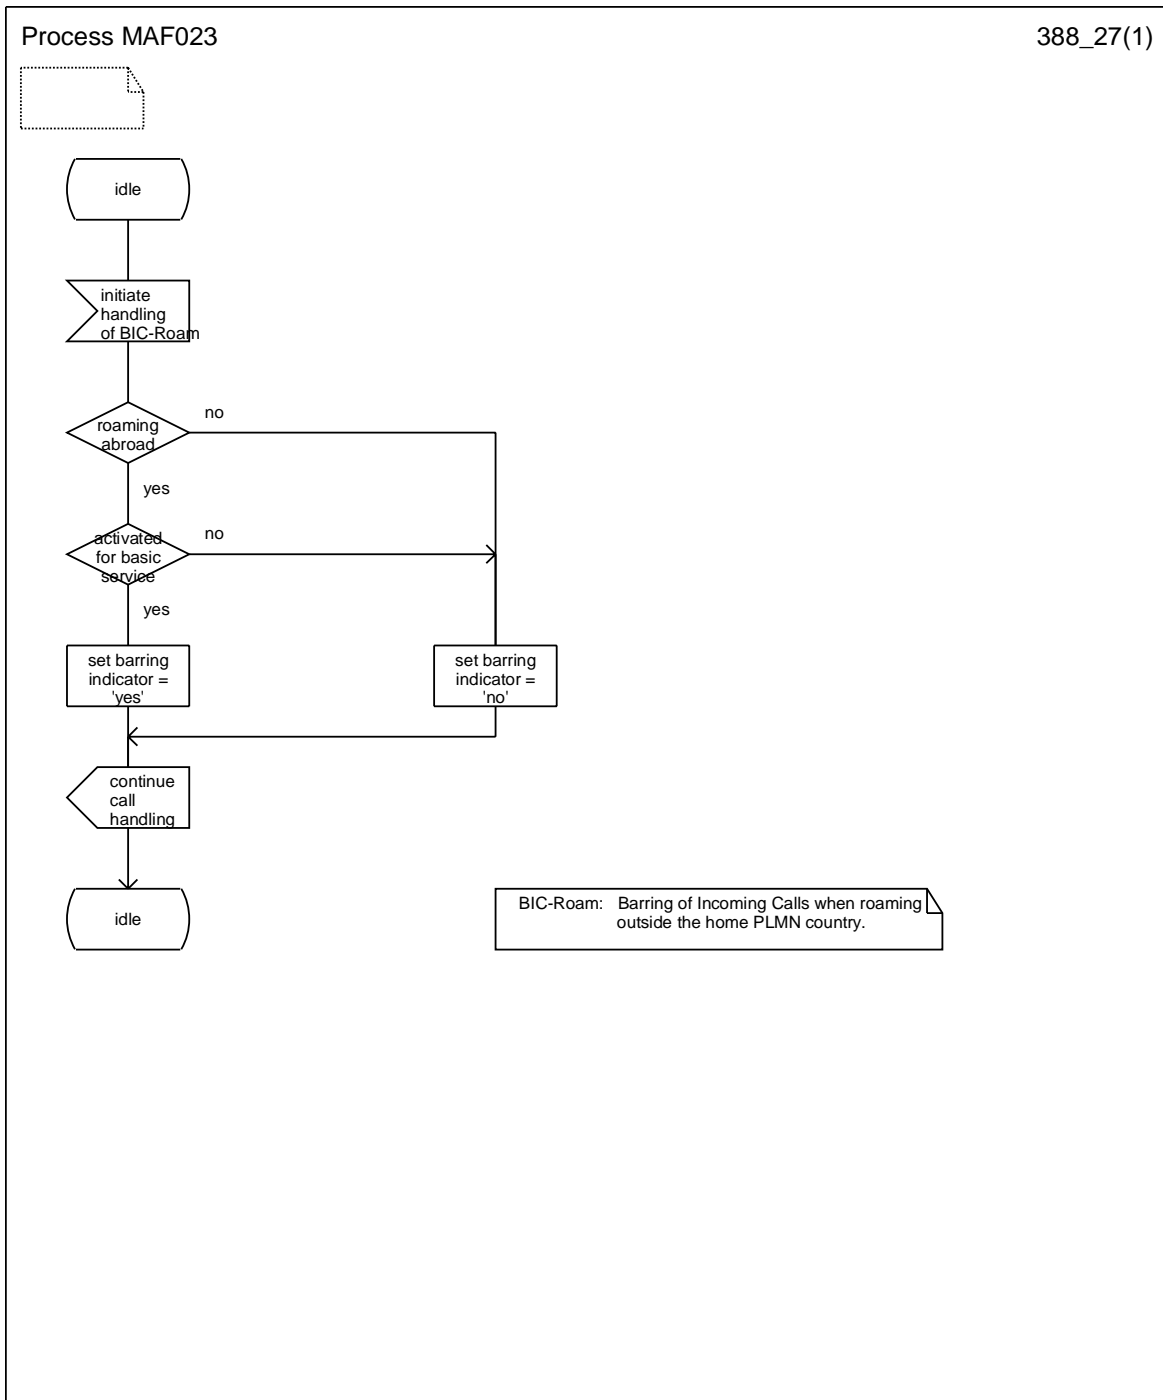 Process MAF023
388_27(1)
idle
initiate
handling
of BIC-Roam
roaming
abroad
no
yes
activated
for basic
service
no
yes
set barring
indicator =
'yes'
set barring
indicator =
'no'
continue
call
handling
idle
BIC-Roam: Barring of Incoming Calls when roaming
outside the home PLMN country.